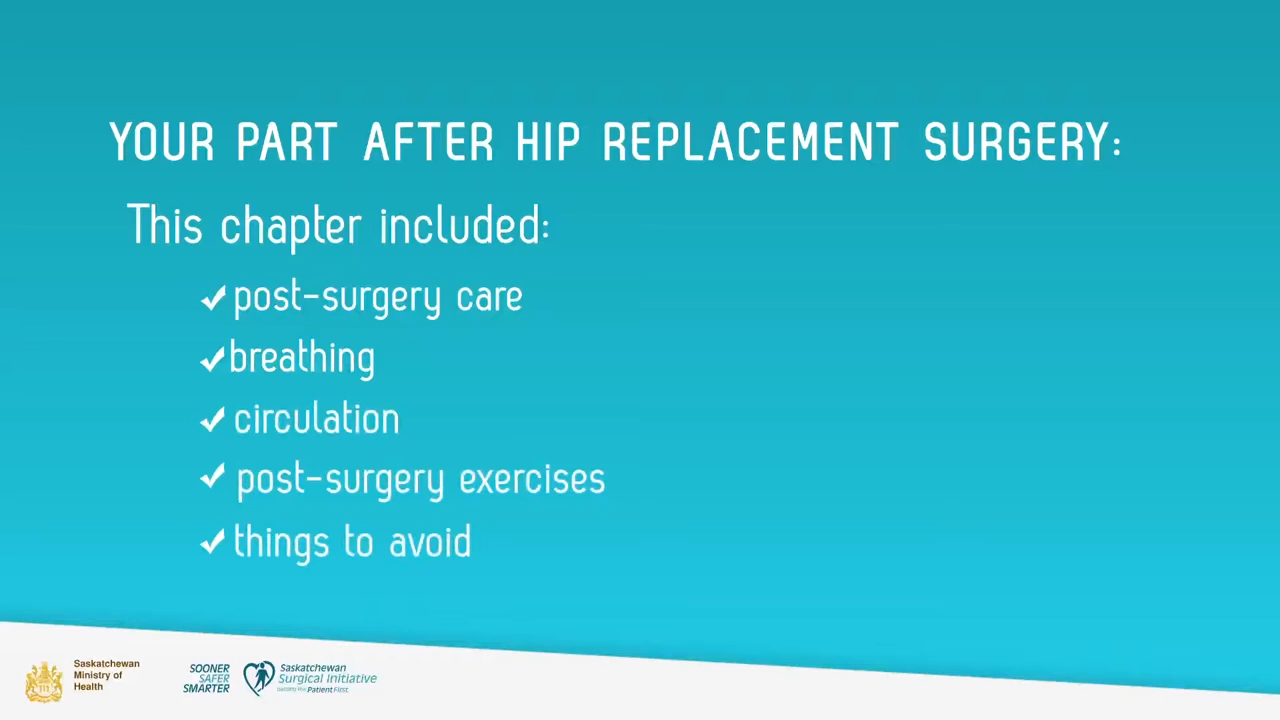 YOUR PART AFTER HIP REPLACEMENT SURGERY:
This chapter included:
post-surgery care
breathing
circulation
post-surgery exercises
things to avoid
Saskatchewan
Ministry of
Health
SOONER
SAFER
SMARTER
Saskatchewan
Surgical Initiative
Patient First